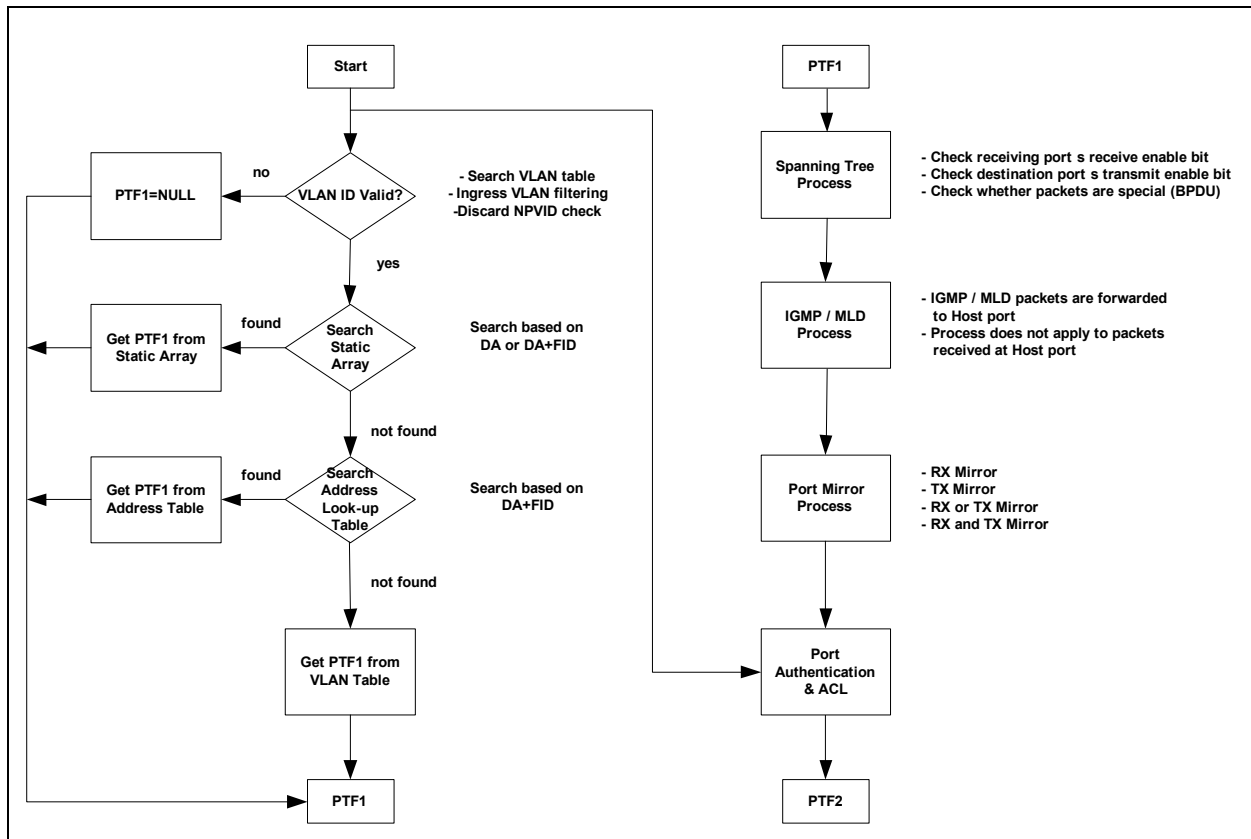 Start
no
VLAN ID Valid?
PTF1=NULL
- Search VLAN table
- Ingress VLAN filtering
-Discard NPVID check
yes
Get PTF1 from
Static Array
found
Search
Static
Array
Search based on
DA or DA+FID
not found
Get PTF1 from
Address Table
found
Search
Address
Look-up
Table
Search based on
DA+FID
not found
Get PTF1 from
VLAN Table
PTF1
PTF1
Spanning Tree
Process
- Check receiving port s receive enable bit
- Check destination port s transmit enable bit
- Check whether packets are special (BPDU)
IGMP / MLD
Process
- IGMP / MLD packets are forwarded
to Host port
- Process does not apply to packets
received at Host port
Port Mirror
Process
- RX Mirror
- TX Mirror
- RX or TX Mirror
- RX and TX Mirror
Port
Authentication
& ACL
PTF2